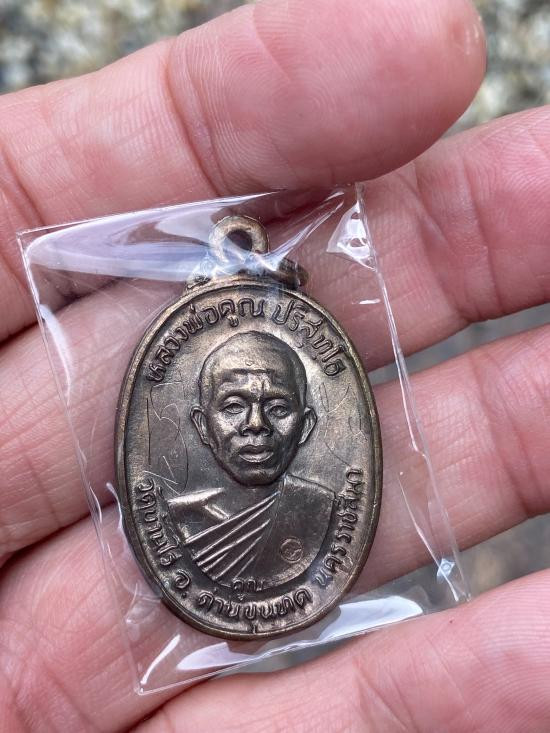 หลวงพ่อคูณ ปริสุทฺโธ
วัดบ้านไร่ อ. ด่านขุนทด นครราชสีมา
คูณ